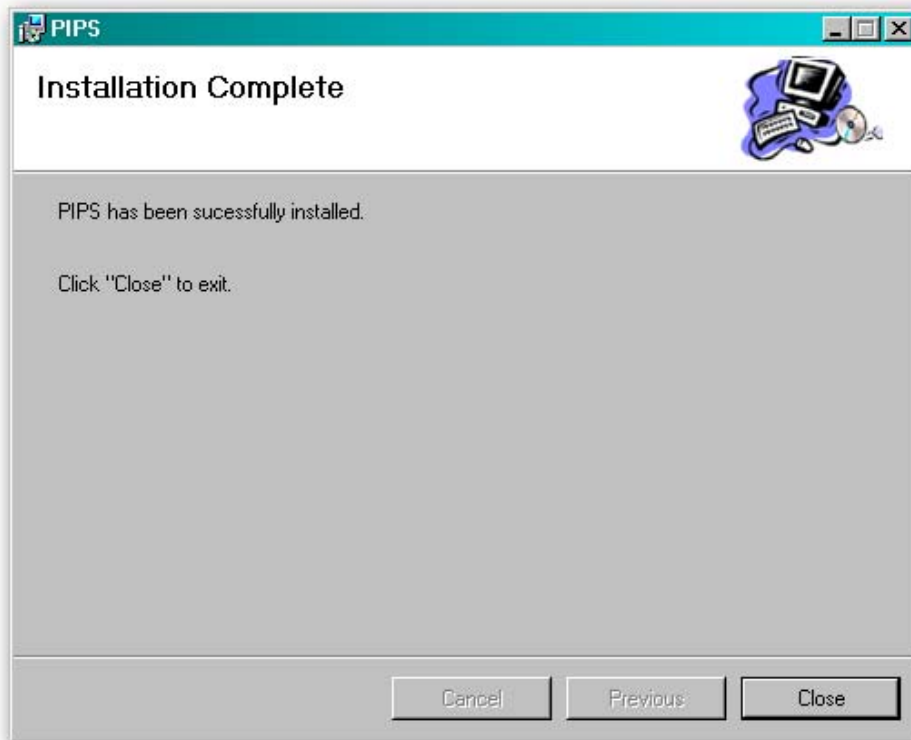 PIPS
Installation Complete
PIPS has been sucessfully installed.
Click "Close" to exit.
Cancel
Previous
Close